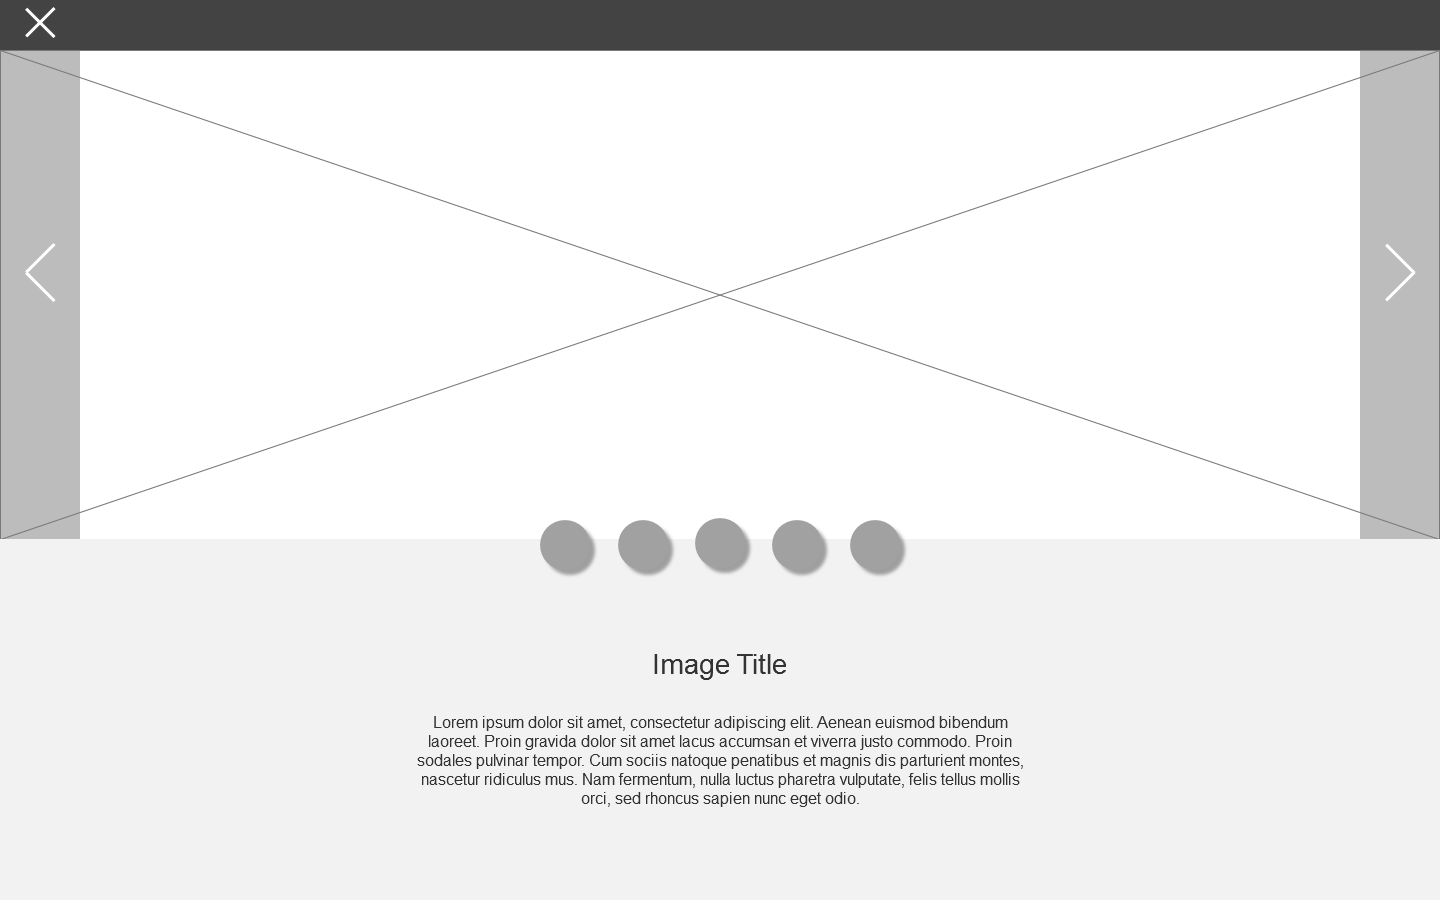 Image Title
Lorem ipsum dolor sit amet, consectetur adipiscing elit. Aenean euismod bibendum
laoreet. Proin gravida dolor sit amet lacus accumsan et viverra justo commodo. Proin
sodales pulvinar tempor. Cum sociis natoque penatibus et magnis dis parturient montes,
nascetur ridiculus mus. Nam fermentum, nulla luctus pharetra vulputate, felis tellus mollis
orci, sed rhoncus sapien nunc eget odio.